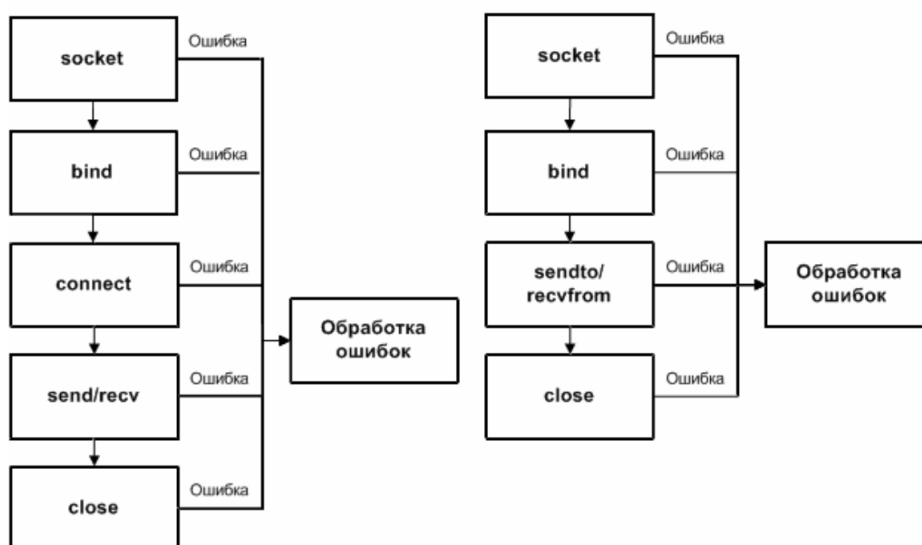 socket
Ошибка
bind
Ошибка
connect
Ошибка
send/recv
Ошибка
close
Ошибка
Обработка
ошибок
socket
Ошибка
bind
Ошибка
sendto/
recvfrom
Ошибка
close
Ошибка
Обработка
ошибок